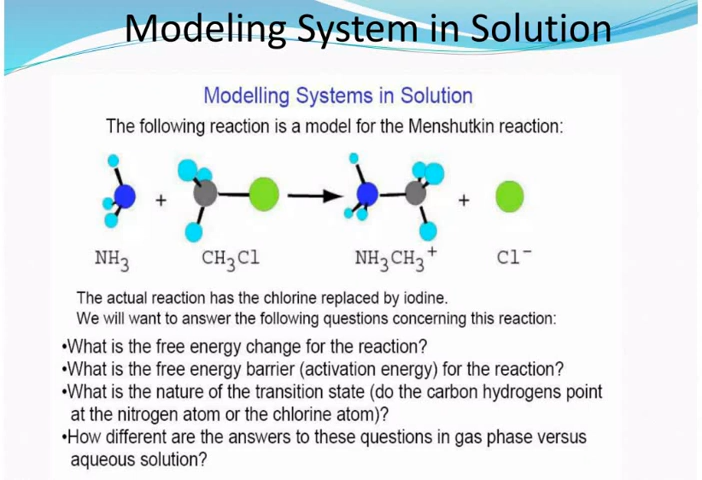 Modeling System in Solution
Modelling Systems in Solution
The following reaction is a model for the Menshutkin reaction:
+ +
NH₃ CH₃Cl NH₃CH₃⁺ Cl⁻
The actual reaction has the chlorine replaced by iodine.
We will want to answer the following questions concerning this reaction:
•What is the free energy change for the reaction?
•What is the free energy barrier (activation energy) for the reaction?
•What is the nature of the transition state (do the carbon hydrogens point
at the nitrogen atom or the chlorine atom)?
•How different are the answers to these questions in gas phase versus
aqueous solution?